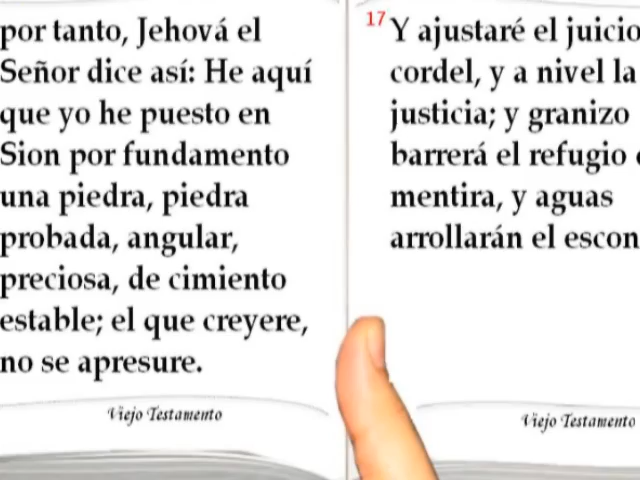 por tanto, Jehová el
Señor dice así: He aquí
que yo he puesto en
Sion por fundamento
una piedra, piedra
probada, angular,
preciosa, de cimiento
estable; el que creyere,
no se apresure.
Viejo Testamento
17 Y ajustaré el juicio
cordel, y a nivel la
justicia; y granizo
barrerá el refugio
mentira, y aguas
arrollarán el escon
Viejo Testamento